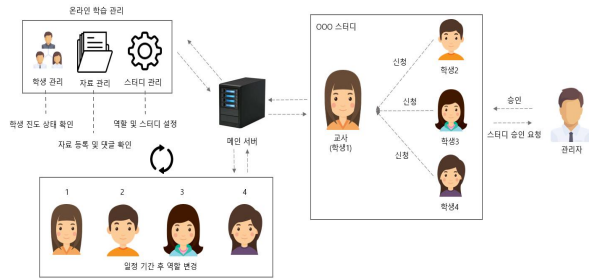 온라인 학습 관리
학생 관리
자료 관리
스터디 관리
학생 진도 상태 확인
역할 및 스터디 설정
자료 등록 및 댓글 확인
메인 서버
1
2
3
4
일정 기간 후 역할 변경
OOO 스터디
교사
(학생1)
신청
신청
신청
학생2
학생3
학생4
승인
스터디 승인 요청
관리자